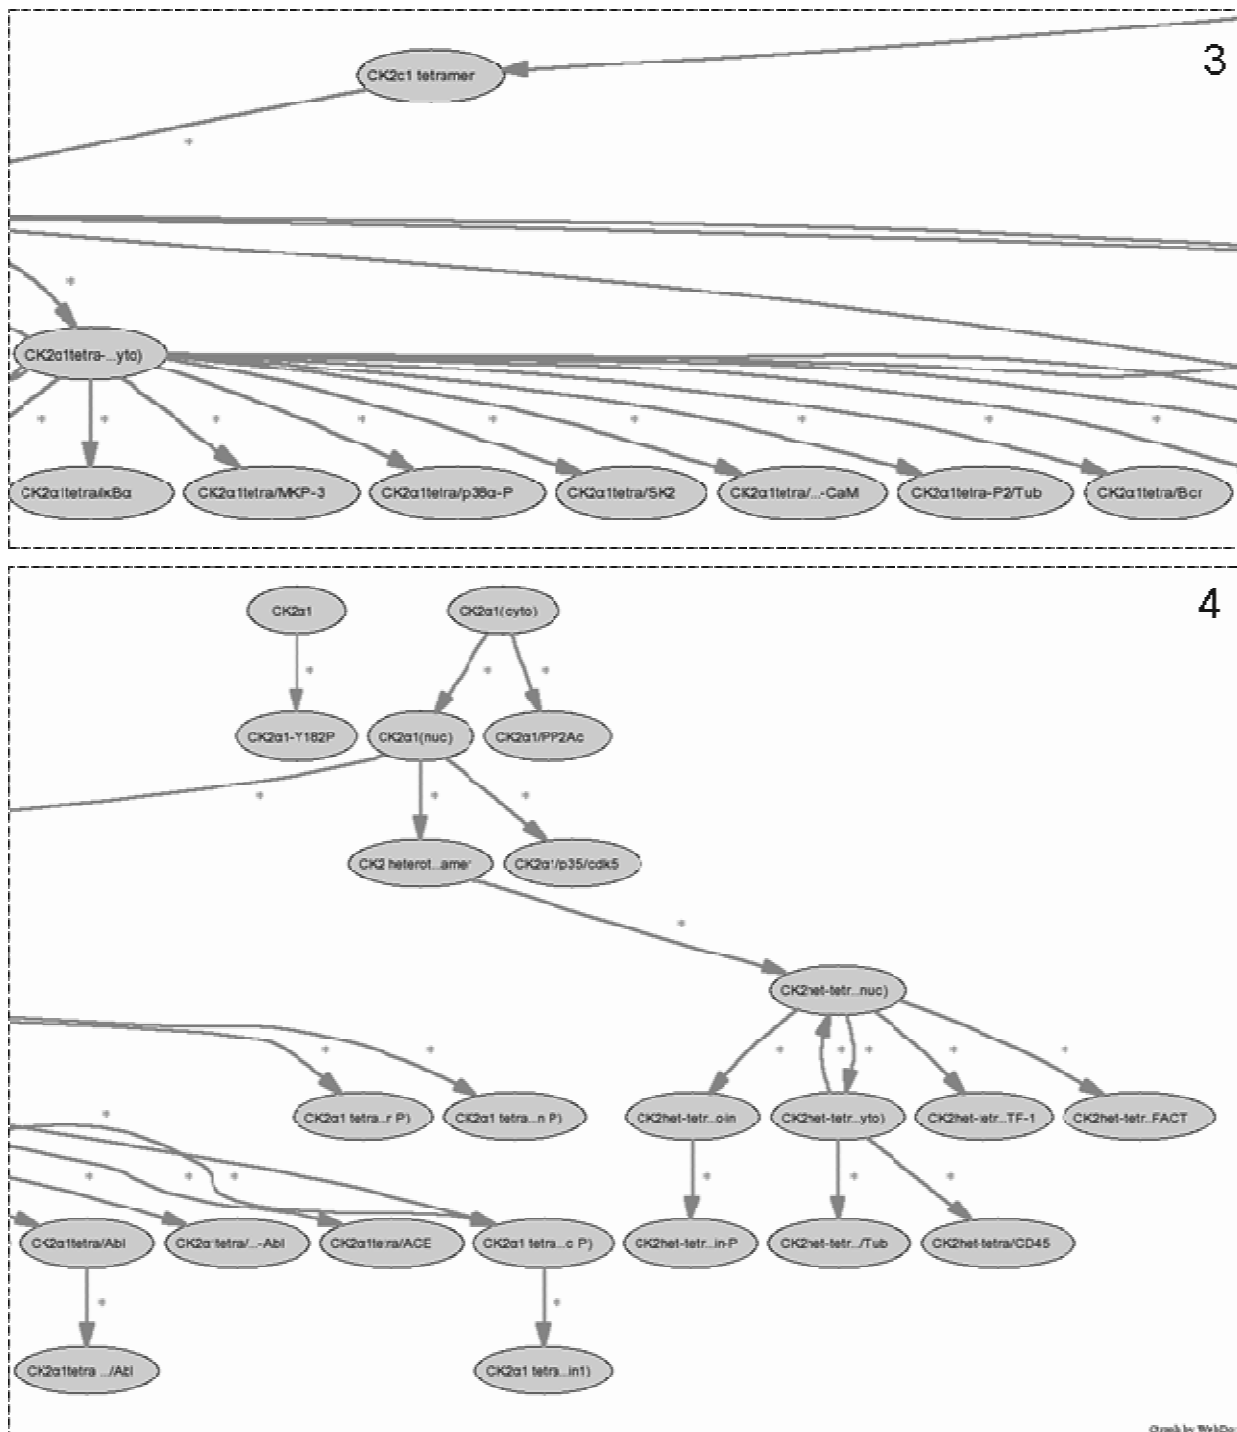 3
CK2α1 tetramer
CK2α1tetra-...yto)
CK2α1tetra/IκBα
CK2α1tetra/MKP-3
CK2α1tetra/p38α-P
CK2α1tetra/SK2
CK2α1tetra/...-CaM
CK2α1tetra-P2/Tub
CK2α1tetra/Bcr
4
CK2α1
CK2α1(cyto)
CK2α1-Y182P
CK2α1(nuc)
CK2α1/PP2Ac
CK2 heterot...amer
CK2α1/p35/cdk5
CK2het-tetr...nuc)
CK2α1 tetra...r P)
CK2α1 tetra...n P)
CK2het-tetr...oin
CK2het-tetr...yto)
CK2het-tetr...TF-1
CK2het-tetr...FACT
CK2α1tetra/Abl
CK2α1tetra/...-Abl
CK2α1tetra/ACE
CK2α1 tetra...c P)
CK2het-tetr...in-P
CK2het-tetr.../Tub
CK2het-tetra/CD45
CK2α1tetra .../Abl
CK2α1 tetra...in1)
Graph by WebDot